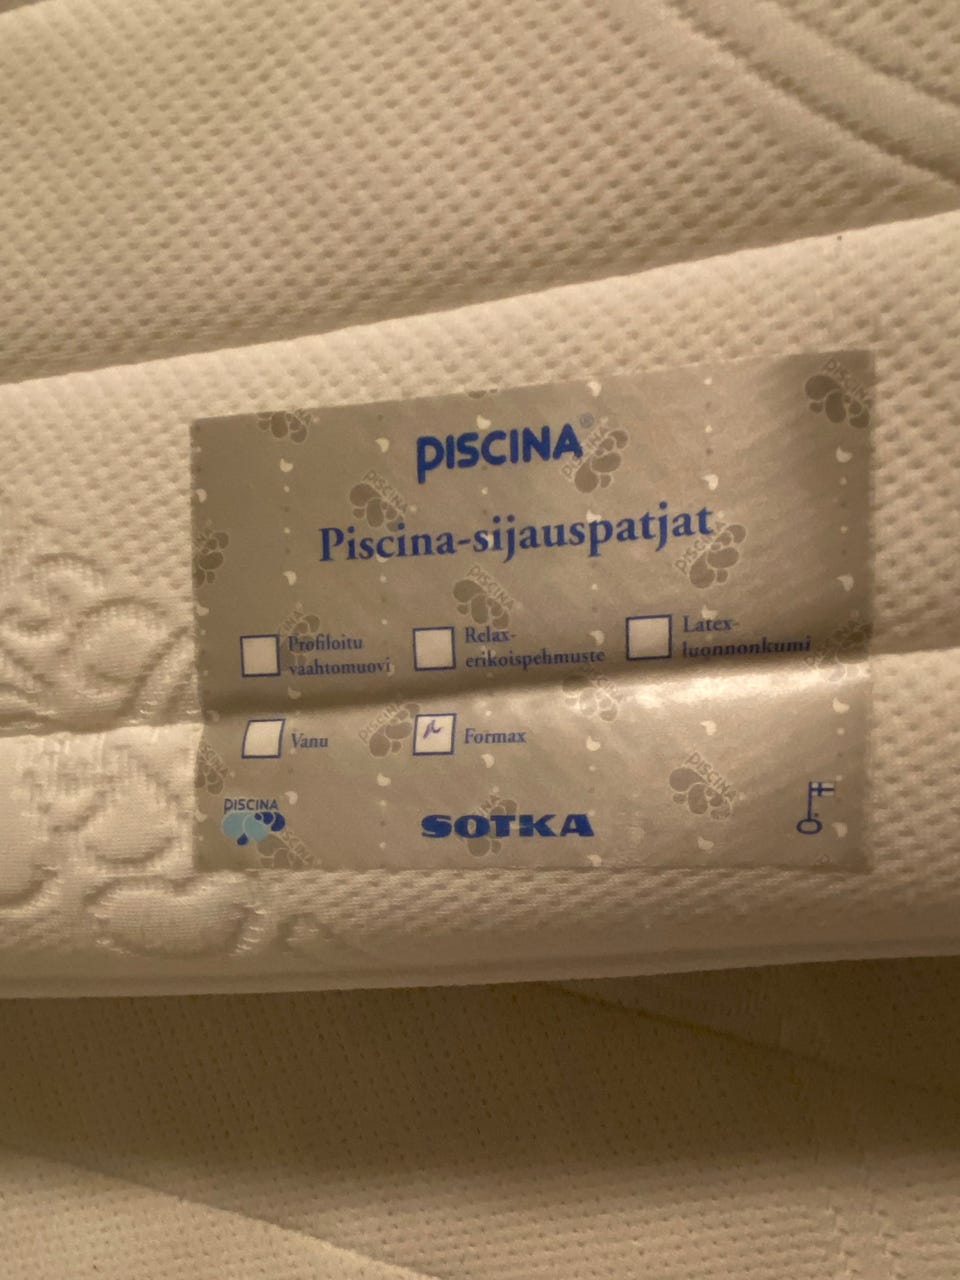 PISCINA®
Piscina-sijauspatjat
Profiloitu
vaahtomuovi
Relax-
erikoispehmuste
Latex-
luonnonkumi
Vanu
Formax
PISCINA
SOTKA